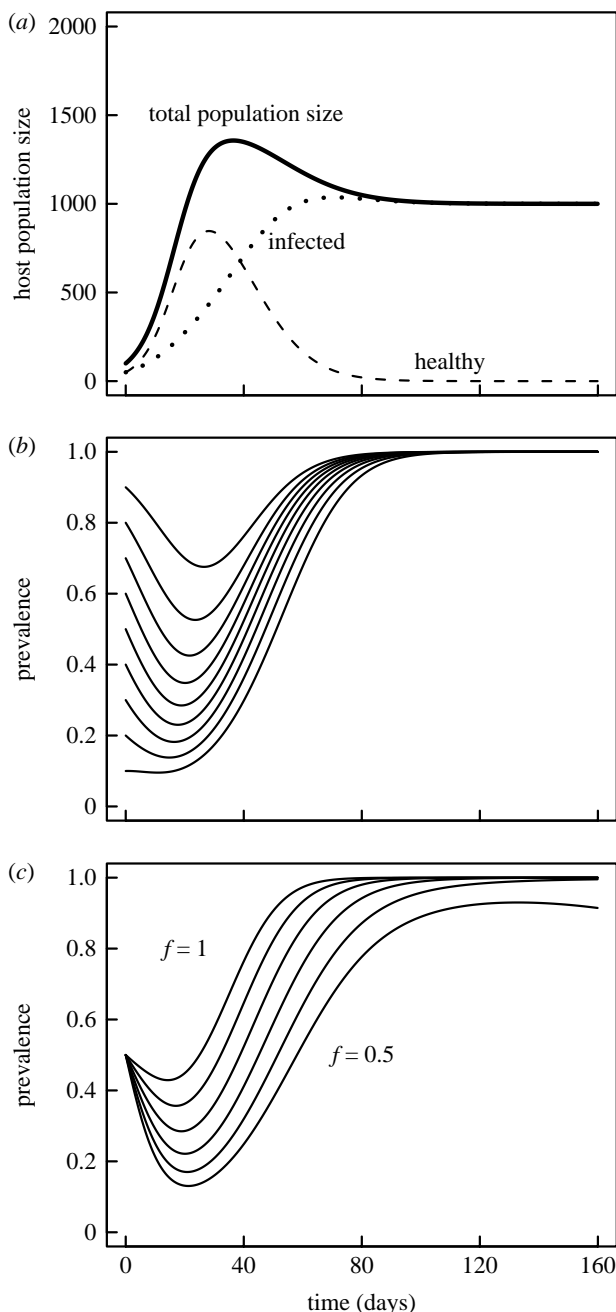 (a)
2000
1500
1000
500
0
host population size
total population size
infected
healthy
(b)
1.0
0.8
0.6
0.4
0.2
0
prevalence
(c)
1.0
0.8
0.6
0.4
0.2
0
prevalence
f = 1
f = 0.5
0 40 80 120 160
time (days)